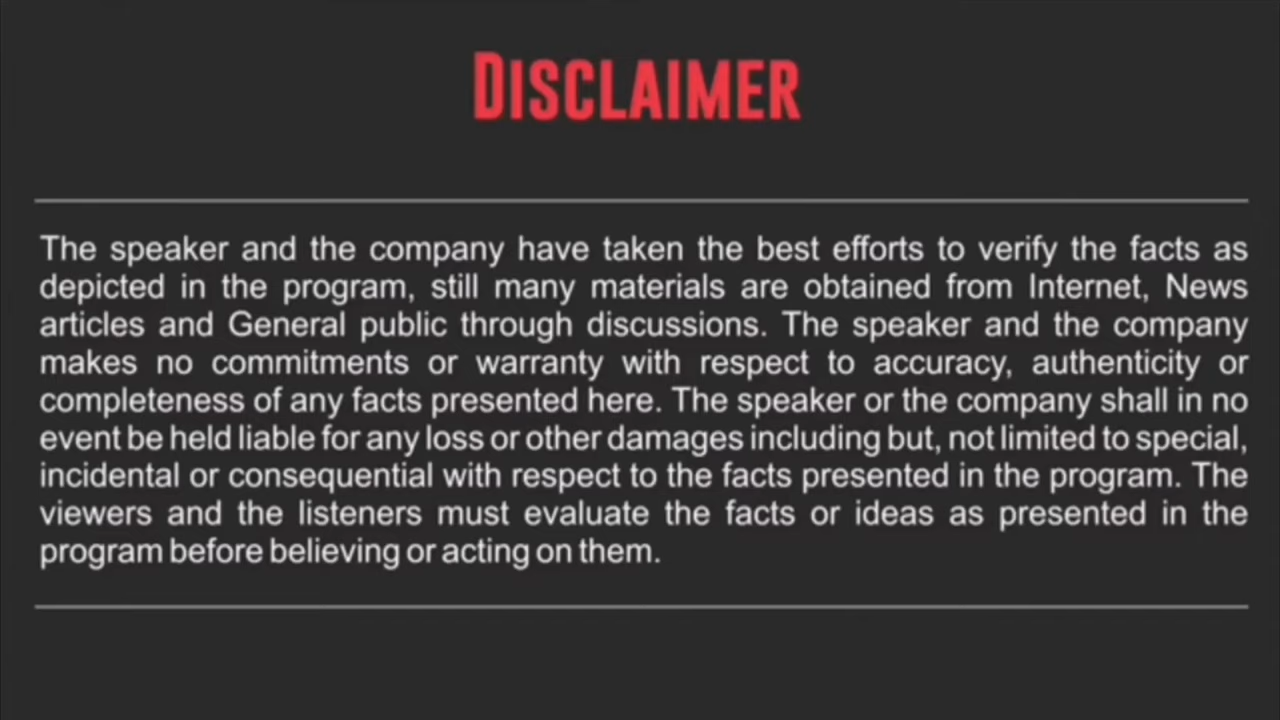 DISCLAIMER
The speaker and the company have taken the best efforts to verify the facts as
depicted in the program, still many materials are obtained from Internet, News
articles and General public through discussions. The speaker and the company
makes no commitments or warranty with respect to accuracy, authenticity or
completeness of any facts presented here. The speaker or the company shall in no
event be held liable for any loss or other damages including but, not limited to special,
incidental or consequential with respect to the facts presented in the program. The
viewers and the listeners must evaluate the facts or ideas as presented in the
program before believing or acting on them.